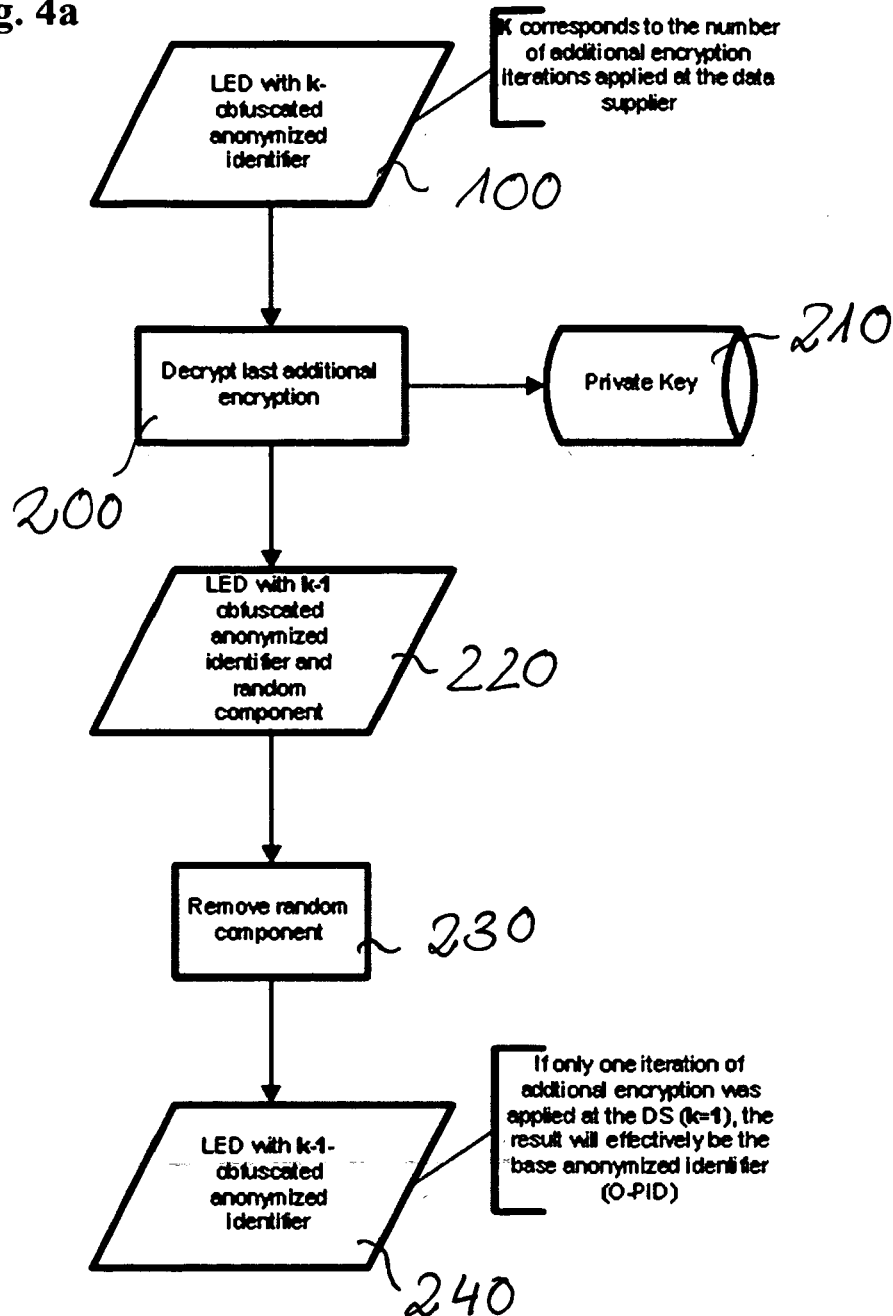 g. 4a
K corresponds to the number
of additional encryption
iterations applied at the data
supplier
LED with k-
obfuscated
anonymized
identifier
100
Decrypt last additional
encryption
Private Key
210
200
LED with k-1
obfuscated
anonymized
identifier and
random
component
220
Remove random
component
230
If only one iteration of
addtional encryption was
applied at the DS (k=1), the
result will effectively be the
base anonymized identifier
(O-PID)
LED with k-1-
obfuscated
anonymized
identifier
240